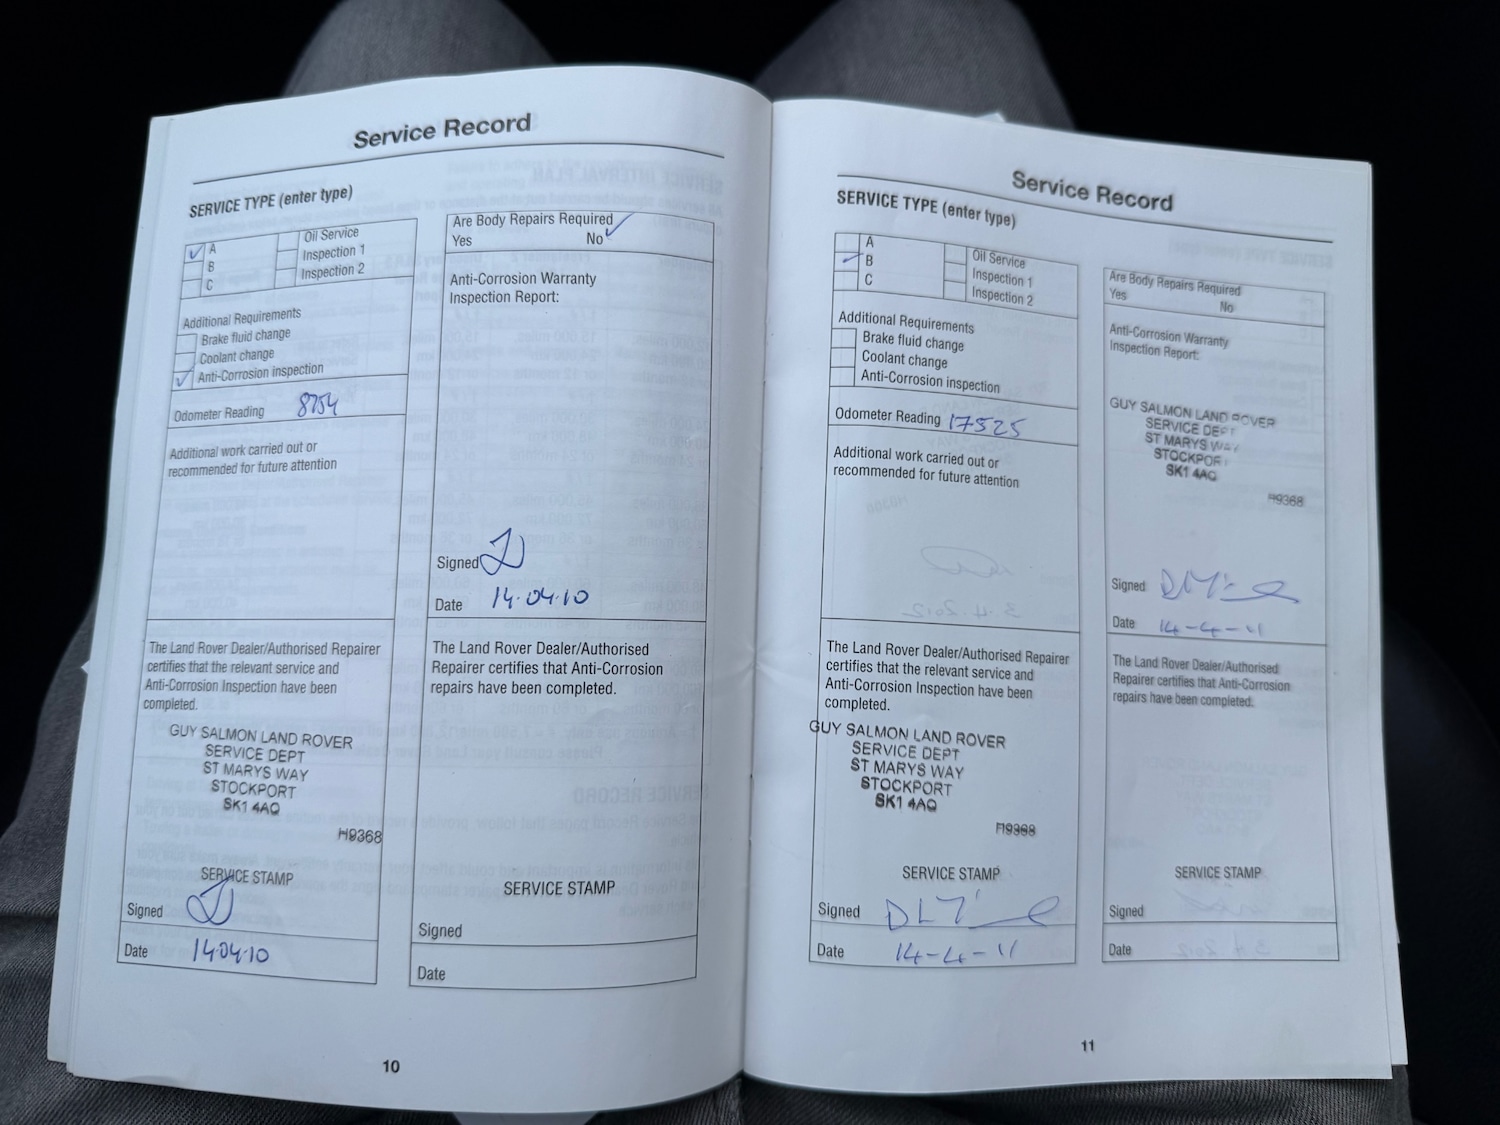 Service Record
SERVICE TYPE (enter type)
A
B
C
Oil Service
Inspection 1
Inspection 2
Additional Requirements
Brake fluid change
Coolant change
Anti-Corrosion inspection
Odometer Reading 8754
Additional work carried out or
recommended for future attention
The Land Rover Dealer/Authorised Repairer
certifies that the relevant service and
Anti-Corrosion Inspection have been
completed.
GUY SALMON LAND ROVER
SERVICE DEPT
ST MARYS WAY
STOCKPORT
SK1 4AQ
H9368
SERVICE STAMP
Signed
Date 14.04.10
Are Body Repairs Required
Yes No
Anti-Corrosion Warranty
Inspection Report:
Signed
Date 14.04.10
The Land Rover Dealer/Authorised
Repairer certifies that Anti-Corrosion
repairs have been completed.
SERVICE STAMP
Signed
Date
10
Service Record
SERVICE TYPE (enter type)
A
B
C
Oil Service
Inspection 1
Inspection 2
Additional Requirements
Brake fluid change
Coolant change
Anti-Corrosion inspection
Odometer Reading 17525
Additional work carried out or
recommended for future attention
The Land Rover Dealer/Authorised Repairer
certifies that the relevant service and
Anti-Corrosion Inspection have been
completed.
GUY SALMON LAND ROVER
SERVICE DEPT
ST MARYS WAY
STOCKPORT
SK1 4AQ
H9368
SERVICE STAMP
Signed
Date 14-4-11
Are Body Repairs Required
Yes No
Anti-Corrosion Warranty
Inspection Report:
GUY SALMON LAND ROVER
SERVICE DEPT
ST MARYS WAY
STOCKPORT
SK1 4AQ
H9368
Signed
Date 14-4-11
The Land Rover Dealer/Authorised
Repairer certifies that Anti-Corrosion
repairs have been completed.
SERVICE STAMP
Signed
Date
11